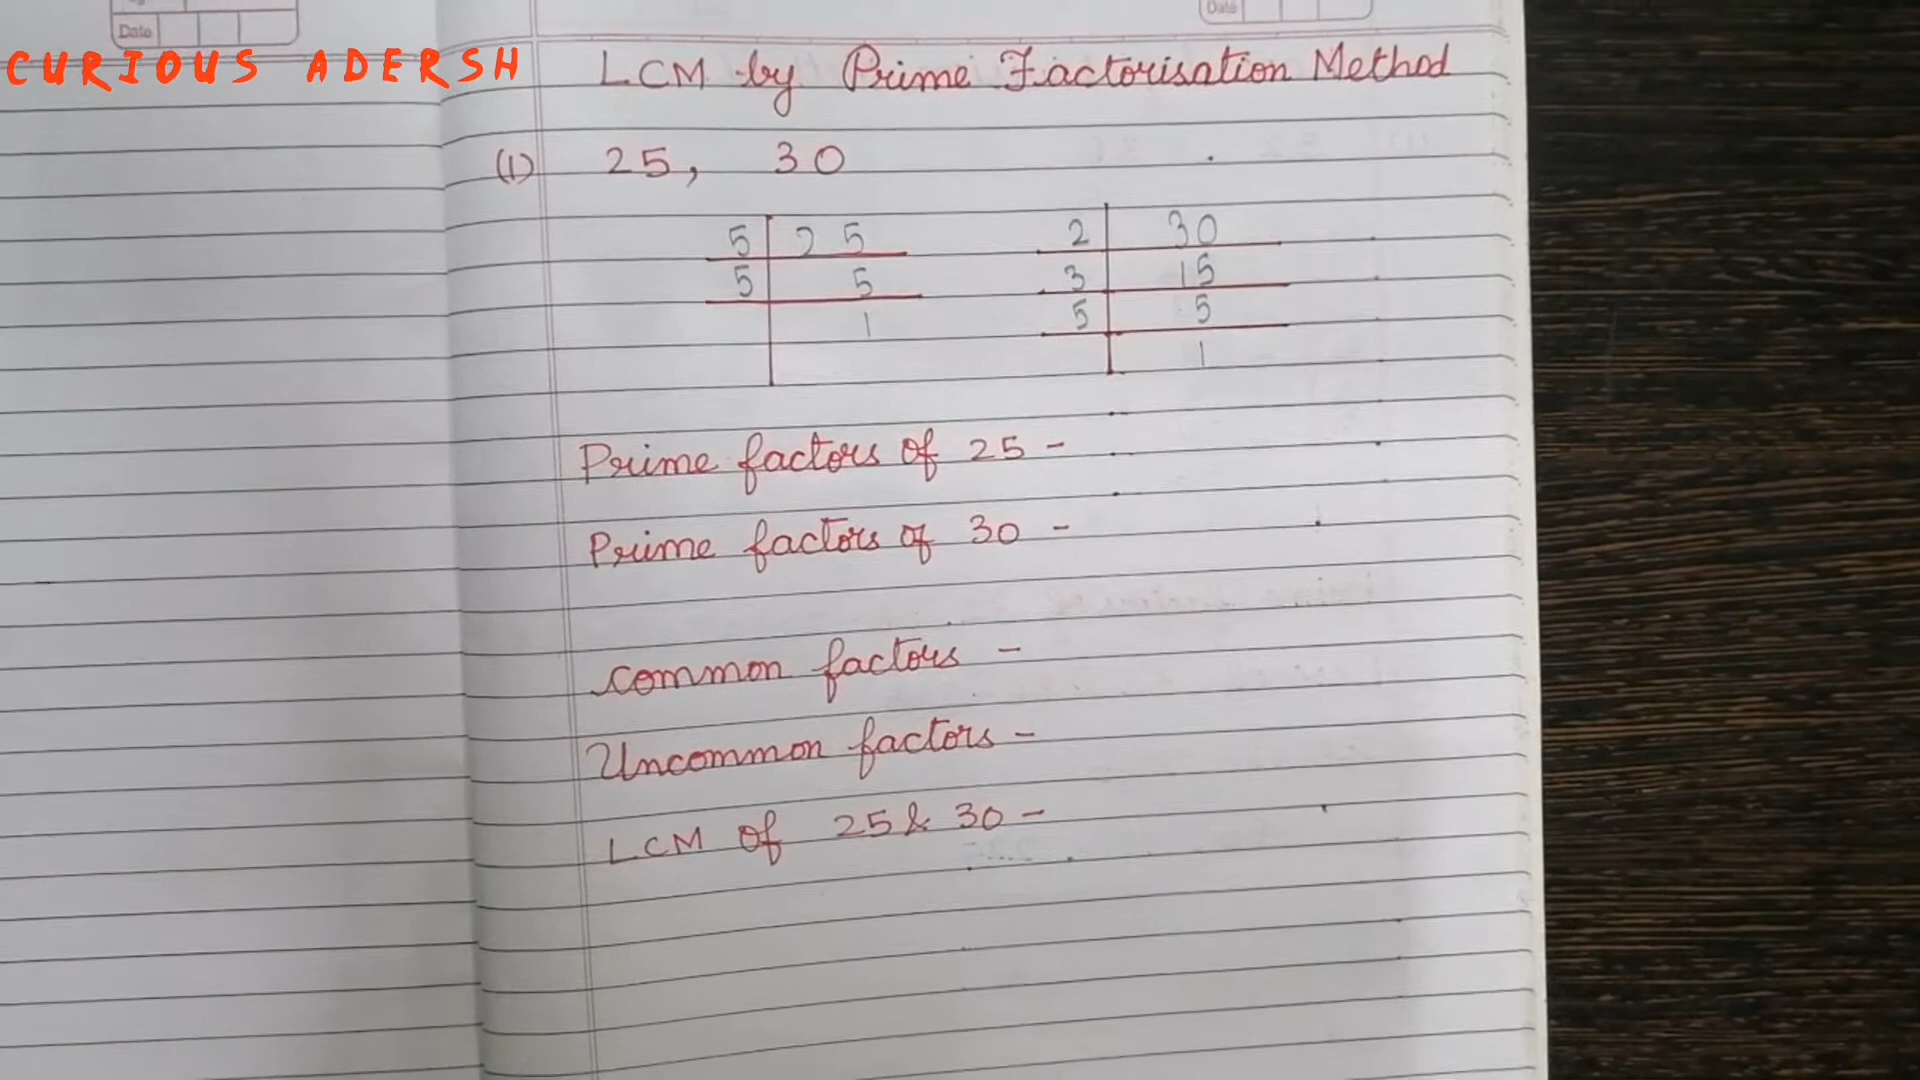 Date
Date
CURIOUS ADERSH
LCM by Prime Factorisation Method
(1) 25, 30
5 25
5 5
1
2 30
3 15
5 5
1
Prime factors of 25 -
Prime factors of 30 -
common factors -
Uncommon factors -
LCM of 25 & 30 -